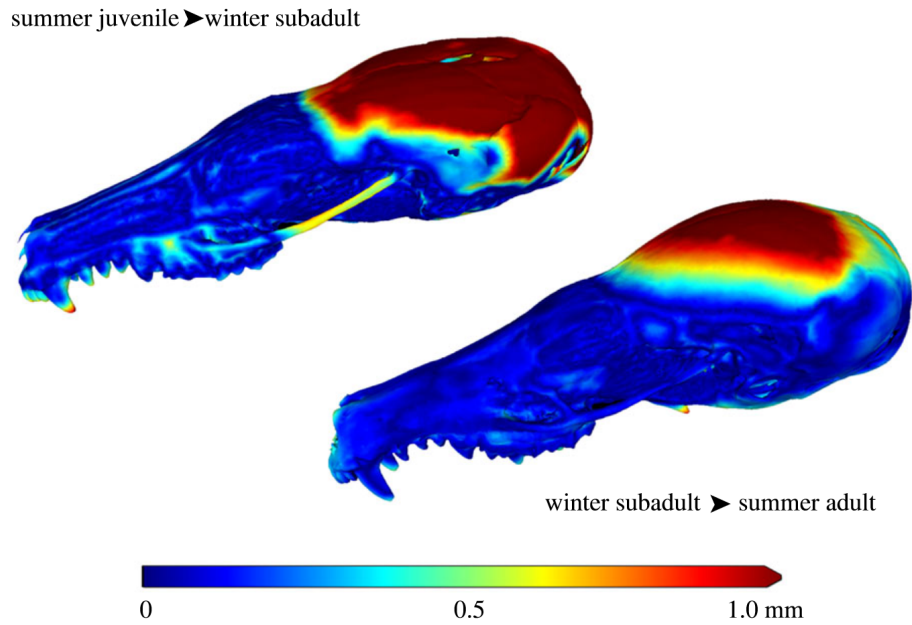 summer juvenile➤winter subadult
winter subadult ➤ summer adult
0 0.5 1.0 mm